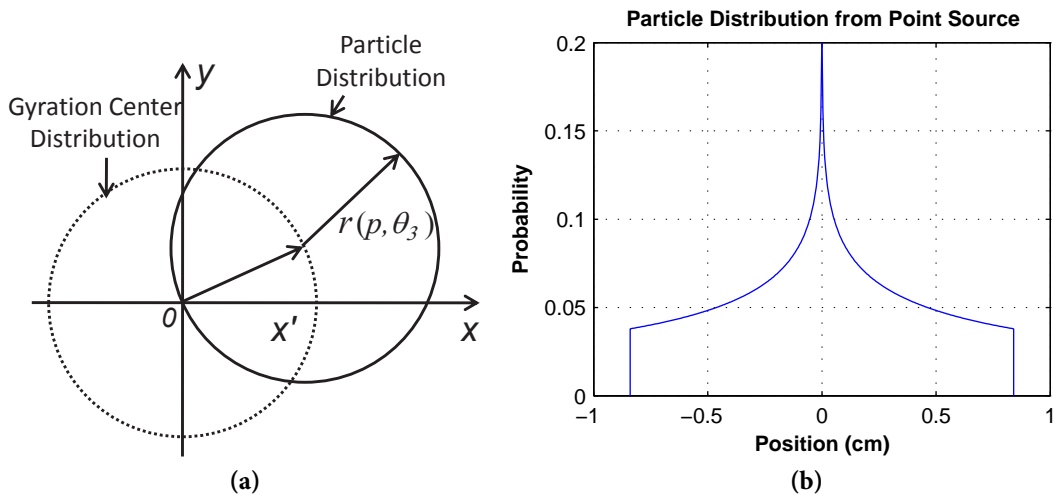 y
Particle
Distribution
Gyration Center
Distribution
r(p,θ₃)
0
x'
x
(a)
Particle Distribution from Point Source
0.2
0.15
0.1
0.05
0
Probability
−1
−0.5
0
0.5
1
Position (cm)
(b)